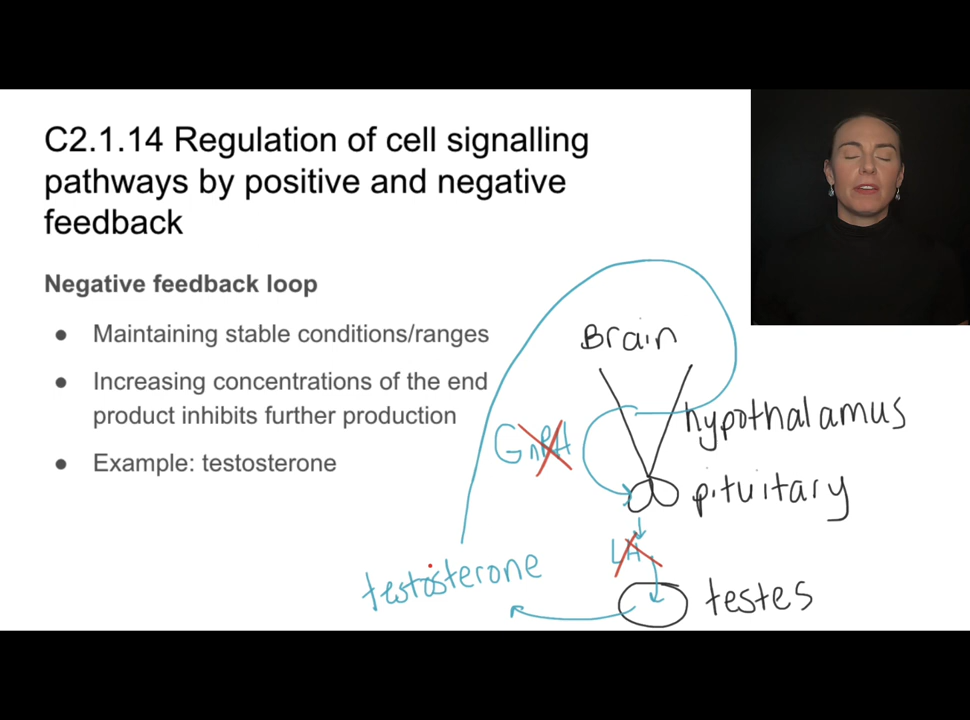 C2.1.14 Regulation of cell signalling
pathways by positive and negative
feedback
Negative feedback loop
● Maintaining stable conditions/ranges
● Increasing concentrations of the end
product inhibits further production
● Example: testosterone
Brain
hypothalamus
GnRH
pituitary
LH
testosterone
testes